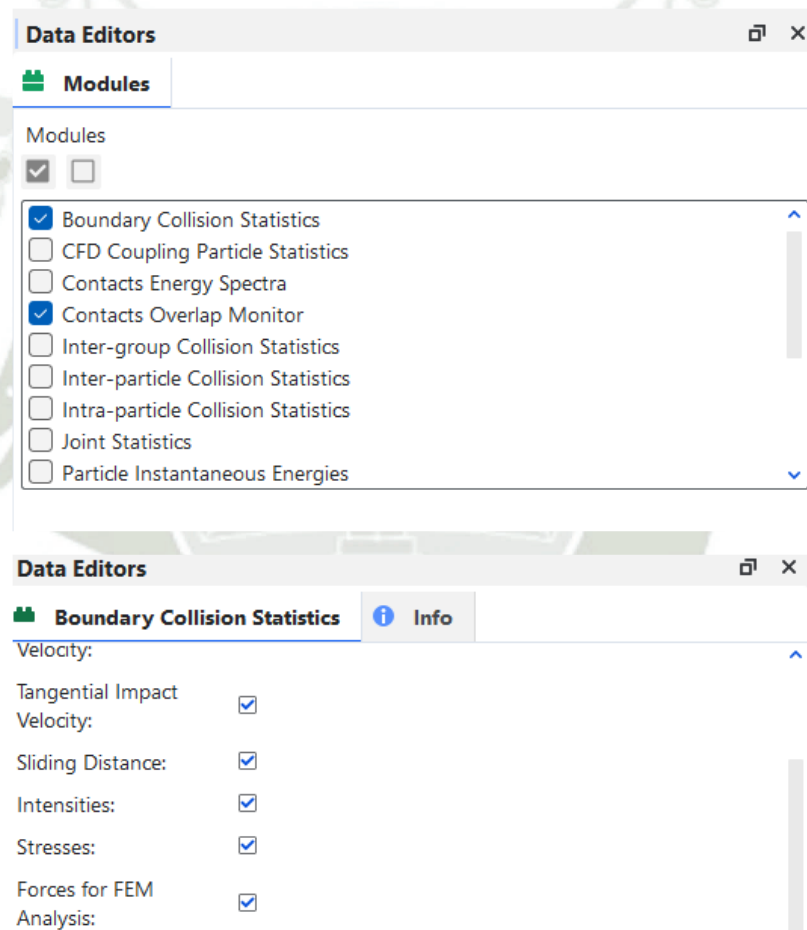 Data Editors
Modules
Modules
Boundary Collision Statistics
CFD Coupling Particle Statistics
Contacts Energy Spectra
Contacts Overlap Monitor
Inter-group Collision Statistics
Inter-particle Collision Statistics
Intra-particle Collision Statistics
Joint Statistics
Particle Instantaneous Energies
Data Editors
Boundary Collision Statistics Info
Velocity:
Tangential Impact
Velocity:
Sliding Distance:
Intensities:
Stresses:
Forces for FEM
Analysis: